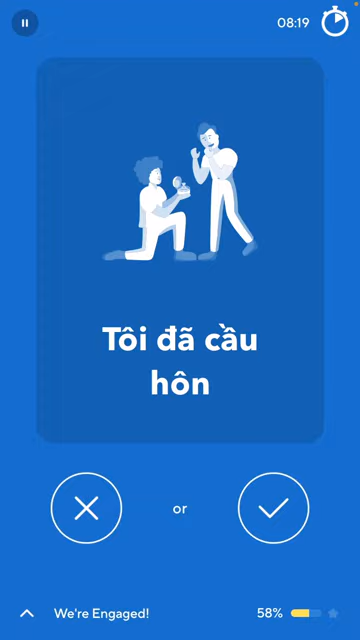 08:19
Tôi đã cầu
hôn
or
We're Engaged!
58%